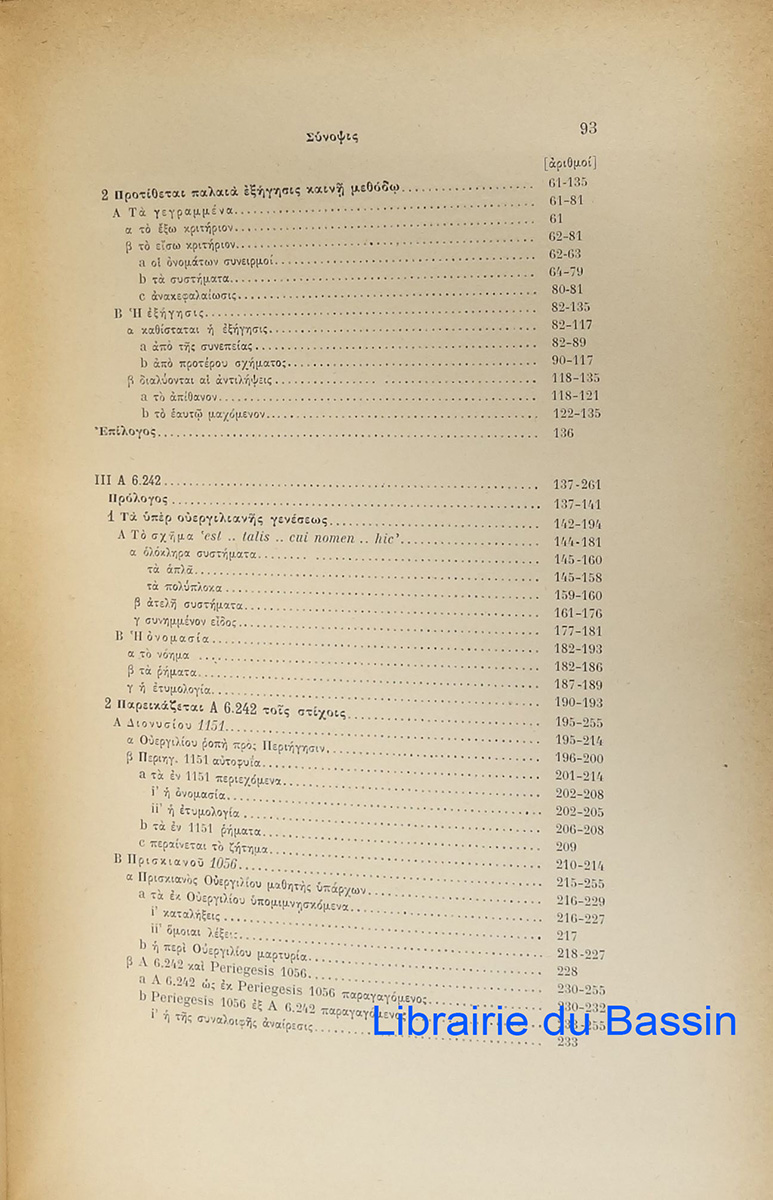 Σύνοψις
93
[ἀριθμοί]
2 Προτίθεται παλαιὰ ἐξήγησις καινῇ μεθόδῳ 61-135
Α Τὰ γεγραμμένα 61-81
α τὸ ἔξω κριτήριον 61
β τὸ εἴσω κριτήριον 62-81
a οἱ ὀνομάτων συνειρμοί 62-63
b τὰ συστήματα 64-79
c ἀνακεφαλαίωσις 80-81
Β Ἡ ἐξήγησις 82-135
α καθίσταται ἡ ἐξήγησις 82-117
a ἀπὸ τῆς συνεπείας 82-89
b ἀπὸ προτέρου σχήματος 90-117
β διαλύονται αἱ ἀντιλήψεις 118-135
a τὸ ἀπίθανον 118-121
b τὸ ἑαυτῷ μαχόμενον 122-135
Ἐπίλογος 136
III A 6.242 137-261
Πρόλογος 137-141
1 Τὰ ὑπὲρ οὐεργιλιανῆς γενέσεως 142-194
Α Τὸ σχῆμα 'est .. talis .. cui nomen .. hic' 144-181
α ὁλόκληρα συστήματα 145-160
τὰ ἁπλᾶ 145-158
τὰ πολύπλοκα 159-160
β ἀτελῆ συστήματα 161-176
γ συνημμένον εἶδος 177-181
Β Ἡ ὀνομασία 182-193
α τὸ νόημα 182-186
β τὰ ῥήματα 187-189
γ ἡ ἐτυμολογία 190-193
2 Παρεικάζεται Α 6.242 τοῖς στίχοις 195-255
Α Διονυσίου 1151 195-214
α Οὐεργιλίου ῥοπὴ πρὸς Περιήγησιν 196-200
β Περιηγ. 1151 αὐτοφυία 201-214
a τὰ ἐν 1151 περιεχόμενα 202-208
i' ἡ ὀνομασία 202-205
ii' ἡ ἐτυμολογία 206-208
b τὰ ἐν 1151 ῥήματα 209
c περαίνεται τὸ ζήτημα 210-214
Β Πρισκιανοῦ 1056 215-255
α Πρισκιανὸς Οὐεργιλίου μαθητὴς ὑπάρχων 216-229
a τὰ ἐκ Οὐεργιλίου ὑπομιμνησκόμενα 216-227
i' καταλήξεις 217
ii' ὅμοιαι λέξεις 218-227
b ἡ περὶ Οὐεργιλίου μαρτυρία 228
β Α 6.242 καὶ Periegesis 1056 230-255
a Α 6.242 ὡς ἐκ Periegesis 1056 παραγαγόμενος 230-232
b Periegesis 1056 ἐξ Α 6.242 παραγαγόμενος 233-255
i' ἡ τῆς συναλοιφῆς ἀναίρεσις 233
Librairie du Bassin